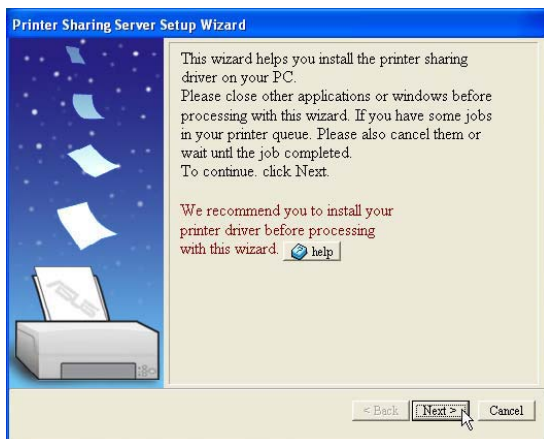 Printer Sharing Server Setup Wizard
This wizard helps you install the printer sharing
driver on your PC.
Please close other applications or windows before
processing with this wizard. If you have some jobs
in your printer queue. Please also cancel them or
wait untl the job completed.
To continue. click Next.
We recommend you to install your
printer driver before processing
with this wizard. help
ASUS
< Back Next > Cancel